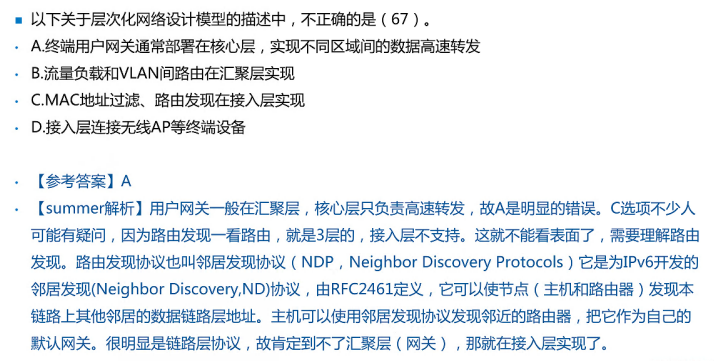 ▪ 以下关于层次化网络设计模型的描述中，不正确的是（67）。
• A.终端用户网关通常部署在核心层，实现不同区域间的数据高速转发
• B.流量负载和VLAN间路由在汇聚层实现
• C.MAC地址过滤、路由发现在接入层实现
• D.接入层连接无线AP等终端设备
• 【参考答案】A
• 【summer解析】用户网关一般在汇聚层，核心层只负责高速转发，故A是明显的错误。C选项不少人
可能有疑问，因为路由发现一看路由，就是3层的，接入层不支持。这就不能看表面了，需要理解路由
发现。路由发现协议也叫邻居发现协议（NDP，Neighbor Discovery Protocols）它是为IPv6开发的
邻居发现(Neighbor Discovery,ND)协议，由RFC2461定义，它可以使节点（主机和路由器）发现本
链路上其他邻居的数据链路层地址。主机可以使用邻居发现协议发现邻近的路由器，把它作为自己的
默认网关。很明显是链路层协议，故肯定到不了汇聚层（网关），那就在接入层实现了。